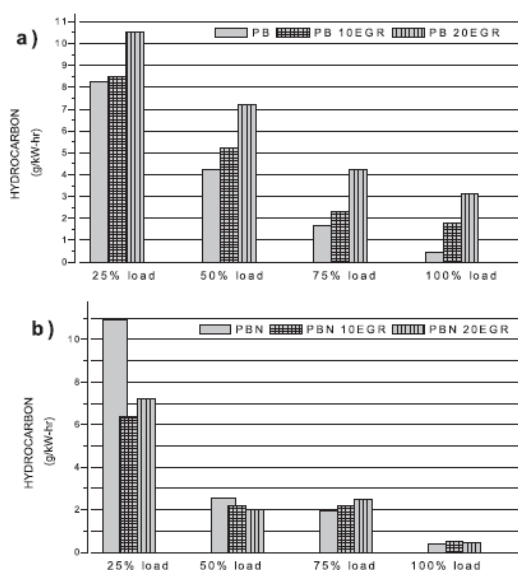 a)
PB PB 10EGR PB 20EGR
HYDROCARBON
(g/kW-hr)
11
10
9
8
7
6
5
4
3
2
1
0
25% load 50% load 75% load 100% load
b)
PBN PBN 10EGR PBN 20EGR
HYDROCARBON
(g/kW-hr)
10
8
6
4
2
0
25% load 50% load 75% load 100% load